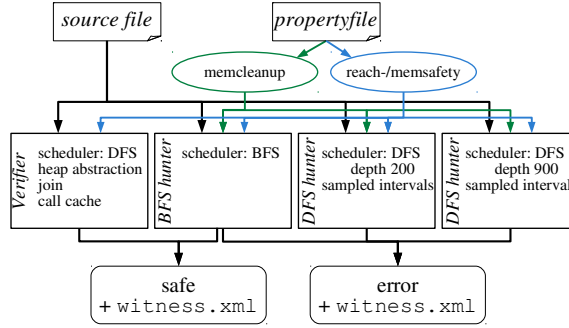 source file
propertyfile
memcleanup
reach-/memsafety
Verifier
scheduler: DFS
heap abstraction
join
call cache
BFS hunter
scheduler: BFS
DFS hunter
scheduler: DFS
depth 200
sampled intervals
DFS hunter
scheduler: DFS
depth 900
sampled intervals
safe
+ witness.xml
error
+ witness.xml